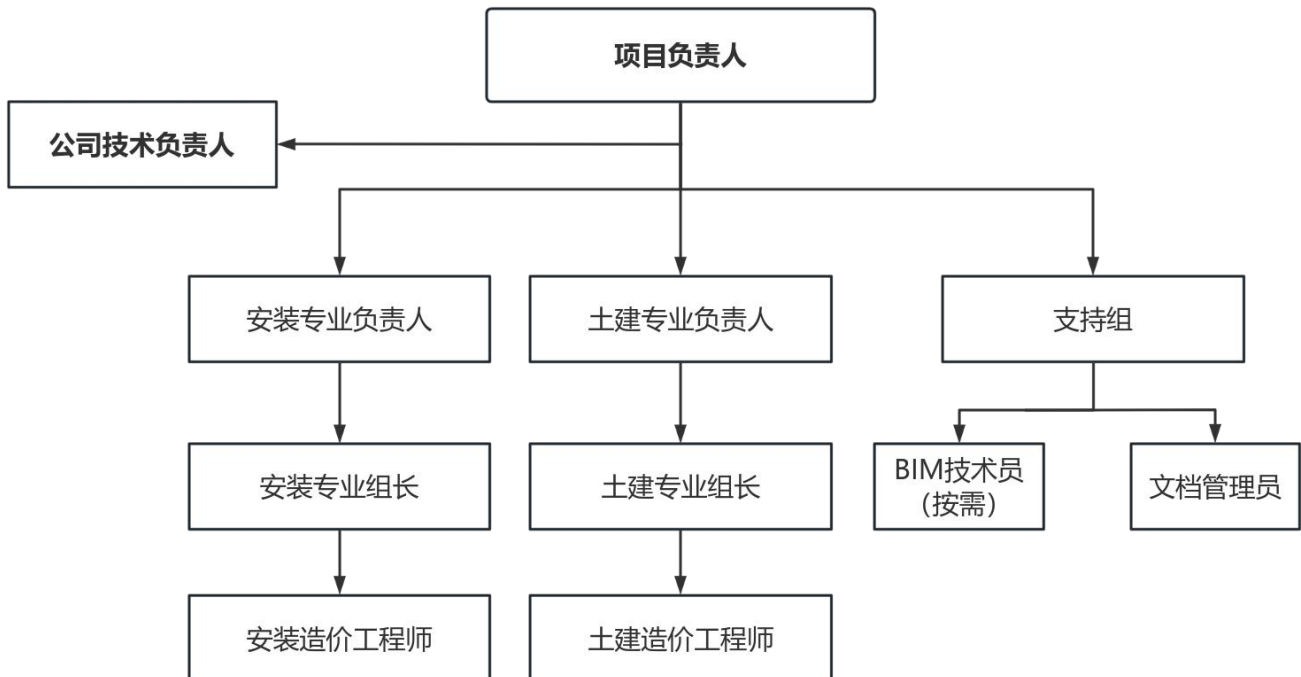 项目负责人
公司技术负责人
安装专业负责人
土建专业负责人
支持组
安装专业组长
土建专业组长
BIM技术员
（按需）
文档管理员
安装造价工程师
土建造价工程师